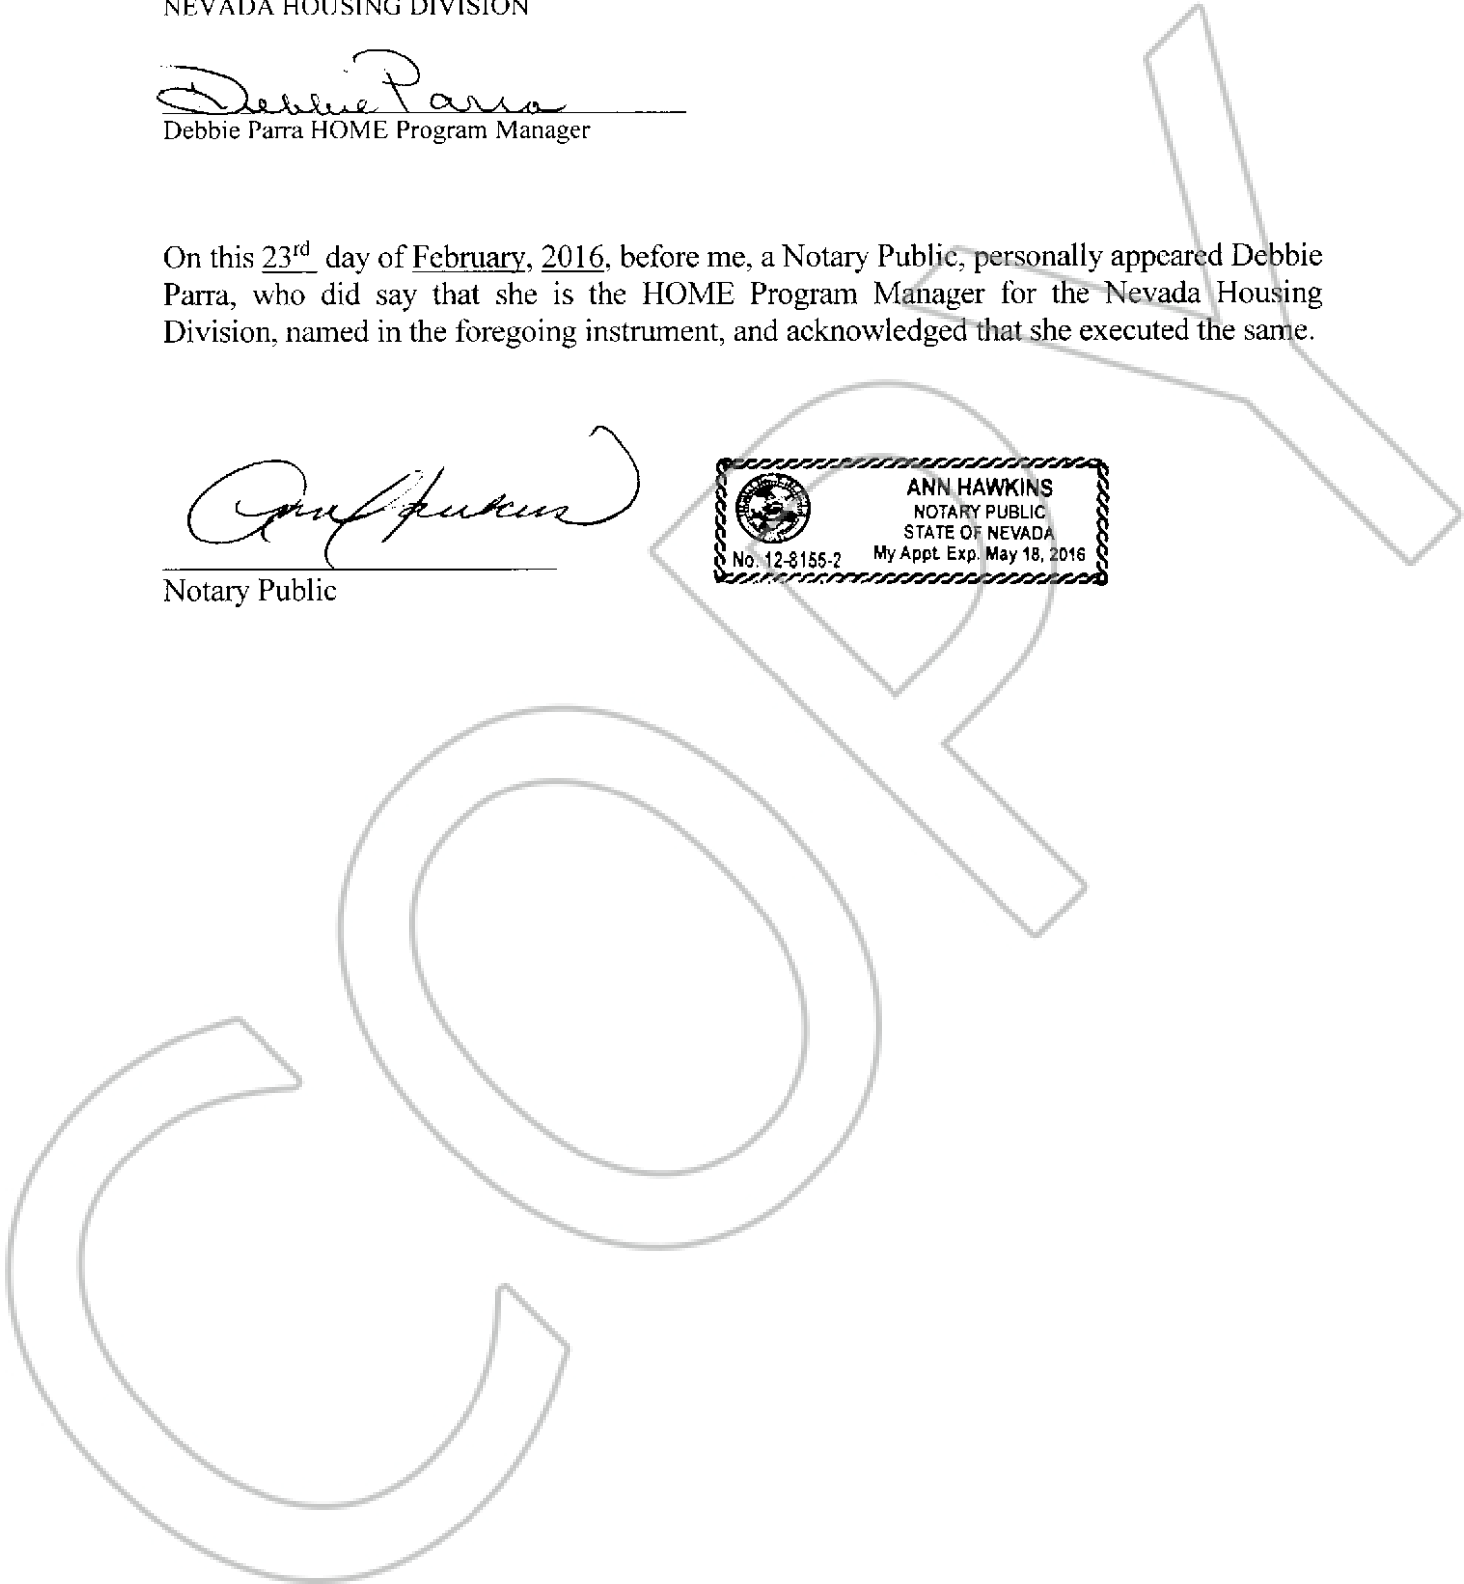 NEVADA HOUSING DIVISION
Debbie Parra
Debbie Parra HOME Program Manager
On this 23rd day of February, 2016, before me, a Notary Public, personally appeared Debbie
Parra, who did say that she is the HOME Program Manager for the Nevada Housing
Division, named in the foregoing instrument, and acknowledged that she executed the same.
Ann Hawkins
ANN HAWKINS
NOTARY PUBLIC
STATE OF NEVADA
No. 12-8155-2 My Appt. Exp. May 18, 2016
Notary Public
COPY